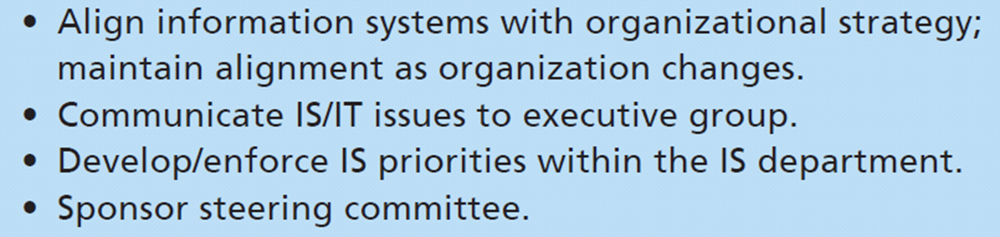 • Align information systems with organizational strategy;
maintain alignment as organization changes.
• Communicate IS/IT issues to executive group.
• Develop/enforce IS priorities within the IS department.
• Sponsor steering committee.